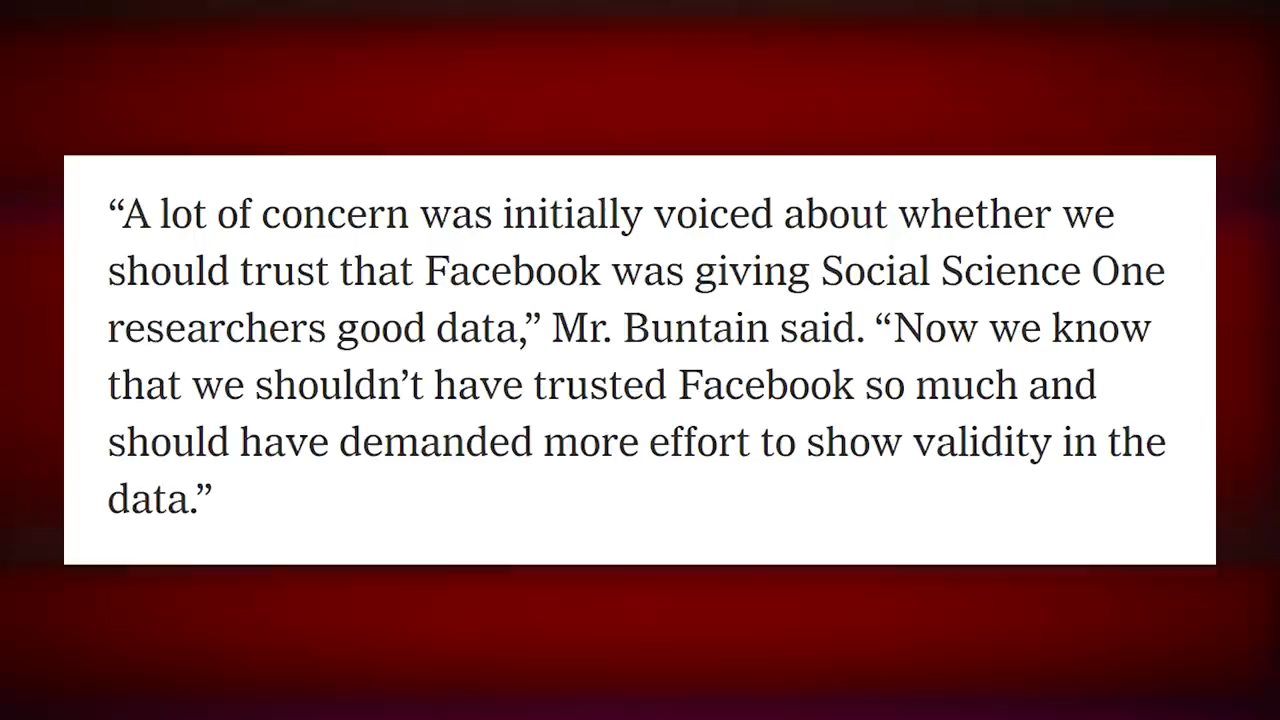 “A lot of concern was initially voiced about whether we
should trust that Facebook was giving Social Science One
researchers good data,” Mr. Buntain said. “Now we know
that we shouldn’t have trusted Facebook so much and
should have demanded more effort to show validity in the
data.”